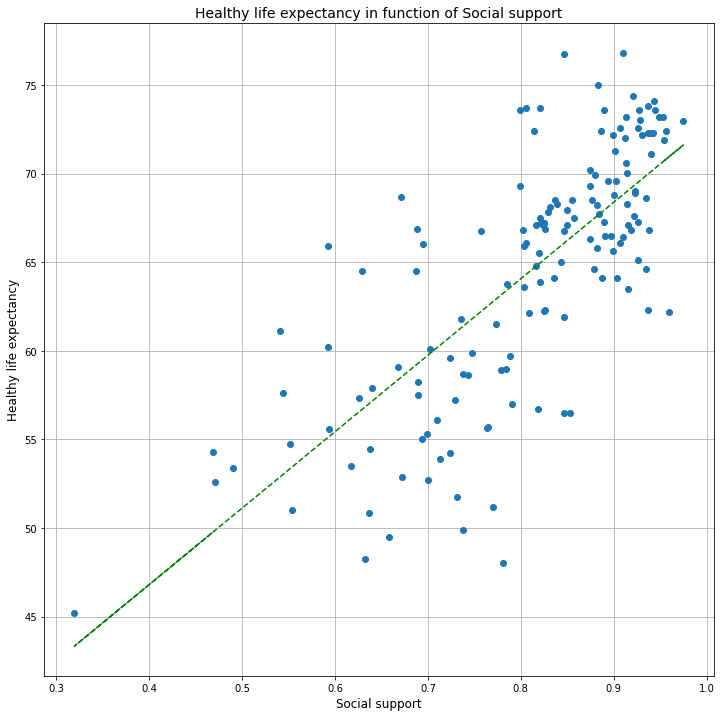 Healthy life expectancy in function of Social support
Healthy life expectancy
75
70
65
60
55
50
45
0.3 0.4 0.5 0.6 0.7 0.8 0.9 1.0
Social support